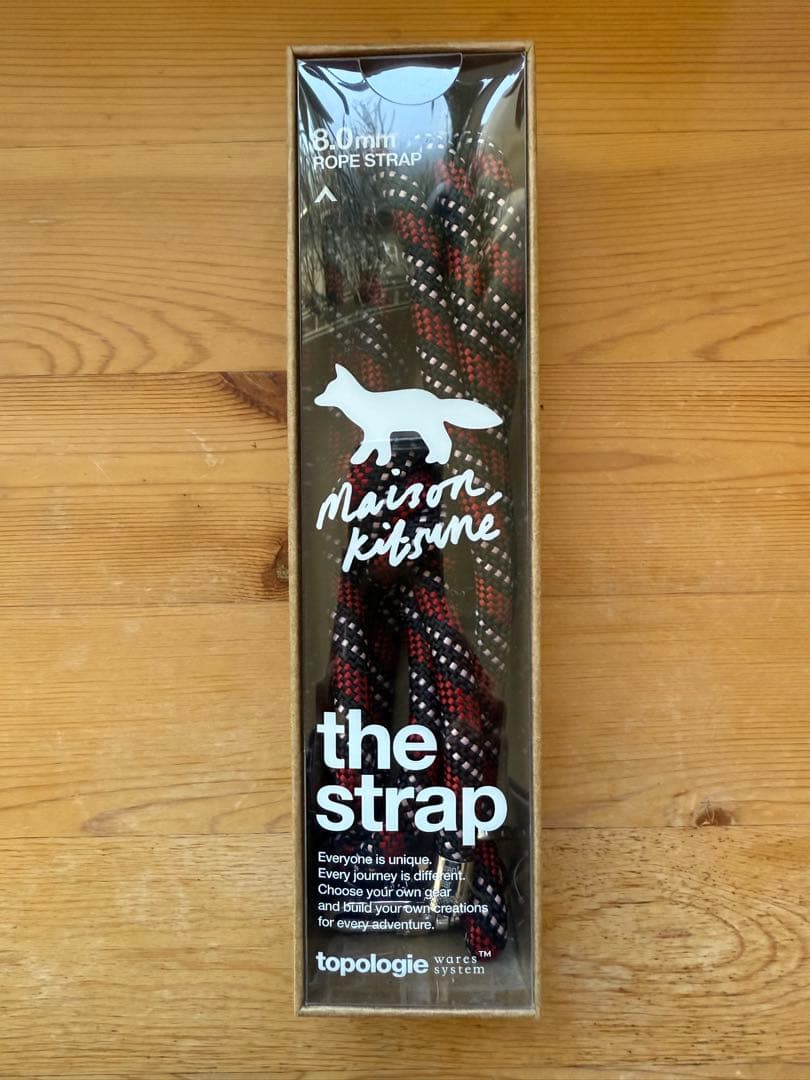 8.0mm
ROPE STRAP
Maison
Kitsuné
the
strap
Everyone is unique.
Every journey is different.
Choose your own gear
and build your own creations
for every adventure.
topologie wares system™